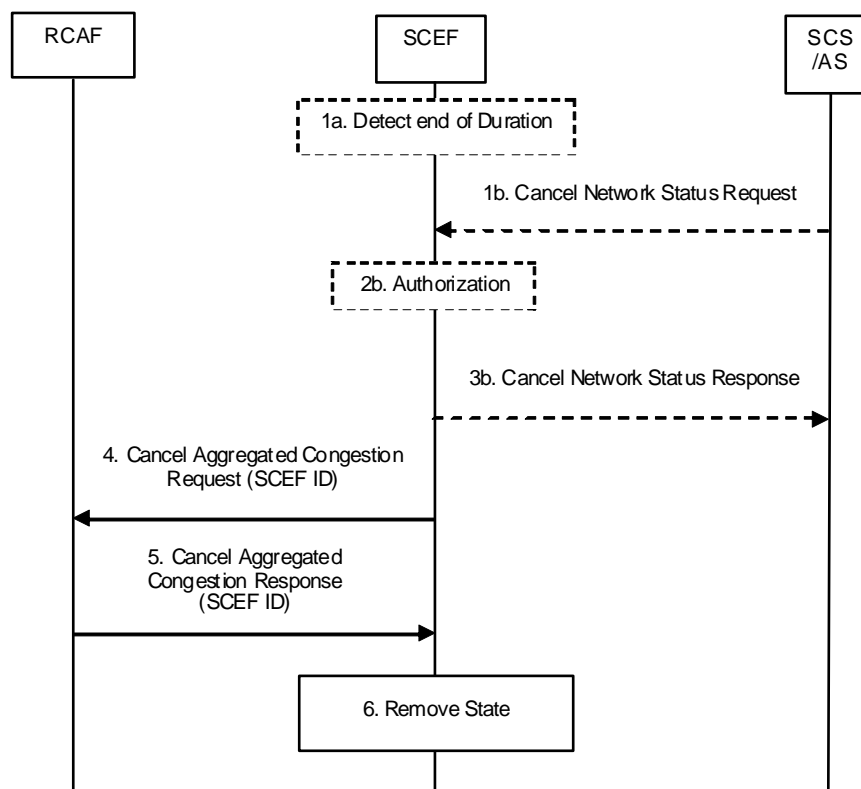 RCAF
SCEF
SCS
/AS
1a. Detect end of Duration
1b. Cancel Network Status Request
2b. Authorization
3b. Cancel Network Status Response
4. Cancel Aggregated Congestion
Request (SCEF ID)
5. Cancel Aggregated
Congestion Response
(SCEF ID)
6. Remove State